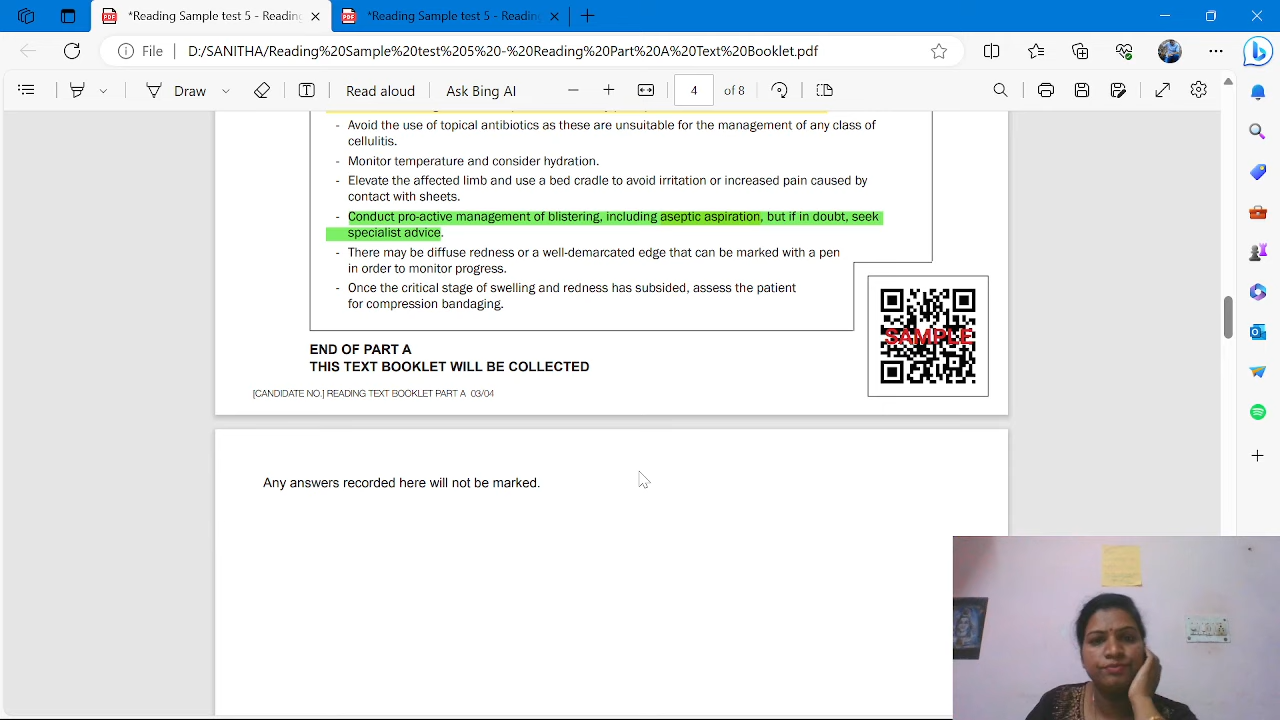 *Reading Sample test 5 - Reading
*Reading Sample test 5 - Reading
File
D:/SANITHA/Reading%20Sample%20test%205%20-%20Reading%20Part%20A%20Text%20Booklet.pdf
Draw
Read aloud
Ask Bing AI
4
of 8
- Avoid the use of topical antibiotics as these are unsuitable for the management of any class of
cellulitis.
- Monitor temperature and consider hydration.
- Elevate the affected limb and use a bed cradle to avoid irritation or increased pain caused by
contact with sheets.
- Conduct pro-active management of blistering, including aseptic aspiration, but if in doubt, seek
specialist advice.
- There may be diffuse redness or a well-demarcated edge that can be marked with a pen
in order to monitor progress.
- Once the critical stage of swelling and redness has subsided, assess the patient
for compression bandaging.
SAMPLE
END OF PART A
THIS TEXT BOOKLET WILL BE COLLECTED
[CANDIDATE NO.] READING TEXT BOOKLET PART A 03/04
Any answers recorded here will not be marked.